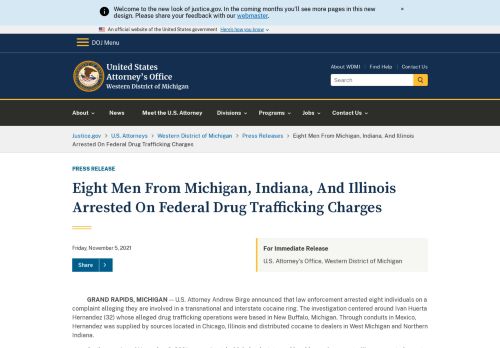 Welcome to the new look of justice.gov. In the coming months you'll see more pages in this new
design. Please share your feedback with our webmaster.
×
An official website of the United States government Here's how you know
DOJ Menu
United States
Attorney's Office
Western District of Michigan
About WDMI | Find Help | Contact Us
Search
About News Meet the U.S. Attorney Divisions Programs Jobs Contact Us
Justice.gov > U.S. Attorneys > Western District of Michigan > Press Releases > Eight Men From Michigan, Indiana, And Illinois
Arrested On Federal Drug Trafficking Charges
PRESS RELEASE
Eight Men From Michigan, Indiana, And Illinois
Arrested On Federal Drug Trafficking Charges
Friday, November 5, 2021
Share >
For Immediate Release
U.S. Attorney's Office, Western District of Michigan
GRAND RAPIDS, MICHIGAN — U.S. Attorney Andrew Birge announced that law enforcement arrested eight individuals on
a complaint alleging they are involved in a transnational and interstate cocaine ring. The investigation centered around Ivan Huerta
Hernandez (32) whose alleged drug trafficking operations were based in New Buffalo, Michigan. Through conduits in Mexico,
Hernandez was supplied by sources located in Chicago, Illinois and distributed cocaine to dealers in West Michigan and Northern
Indiana.